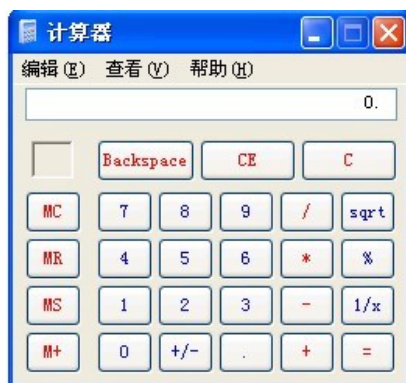 计算器
编辑(E) 查看(V) 帮助(H)
0.
Backspace CE C
MC 7 8 9 / sqrt
MR 4 5 6 * %
MS 1 2 3 - 1/x
M+ 0 +/- . + =